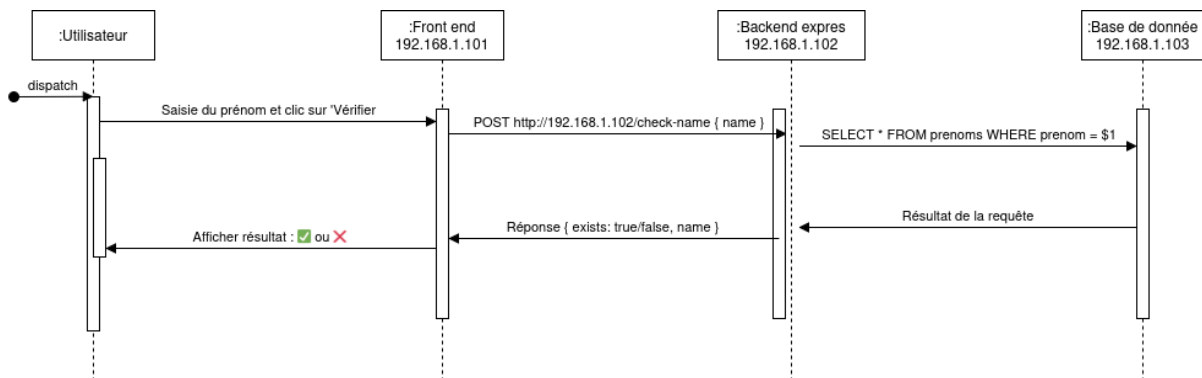 :Utilisateur
:Front end
192.168.1.101
:Backend expres
192.168.1.102
:Base de donnée
192.168.1.103
dispatch
Saisie du prénom et clic sur 'Vérifier
POST http://192.168.1.102/check-name { name }
SELECT * FROM prenoms WHERE prenom = $1
Résultat de la requête
Réponse { exists: true/false, name }
Afficher résultat : ✅ ou ❌